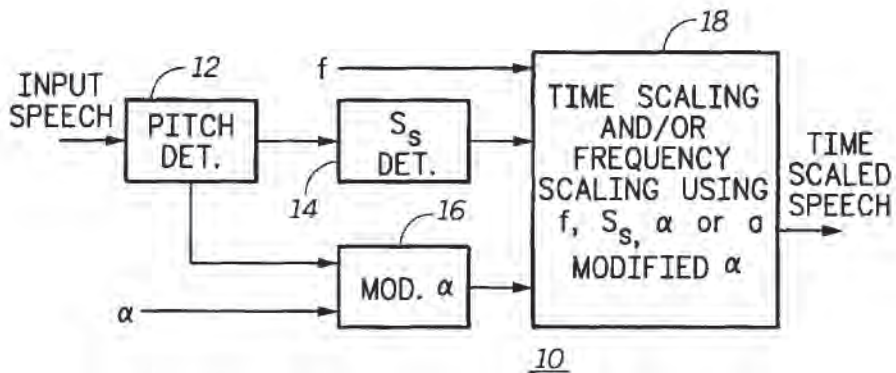 INPUT
SPEECH
12
PITCH
DET.
f
S_s
DET.
14
16
MOD. α
α
18
TIME SCALING
AND/OR
FREQUENCY
SCALING USING
f, S_s, α or a
MODIFIED α
TIME
SCALED
SPEECH
10